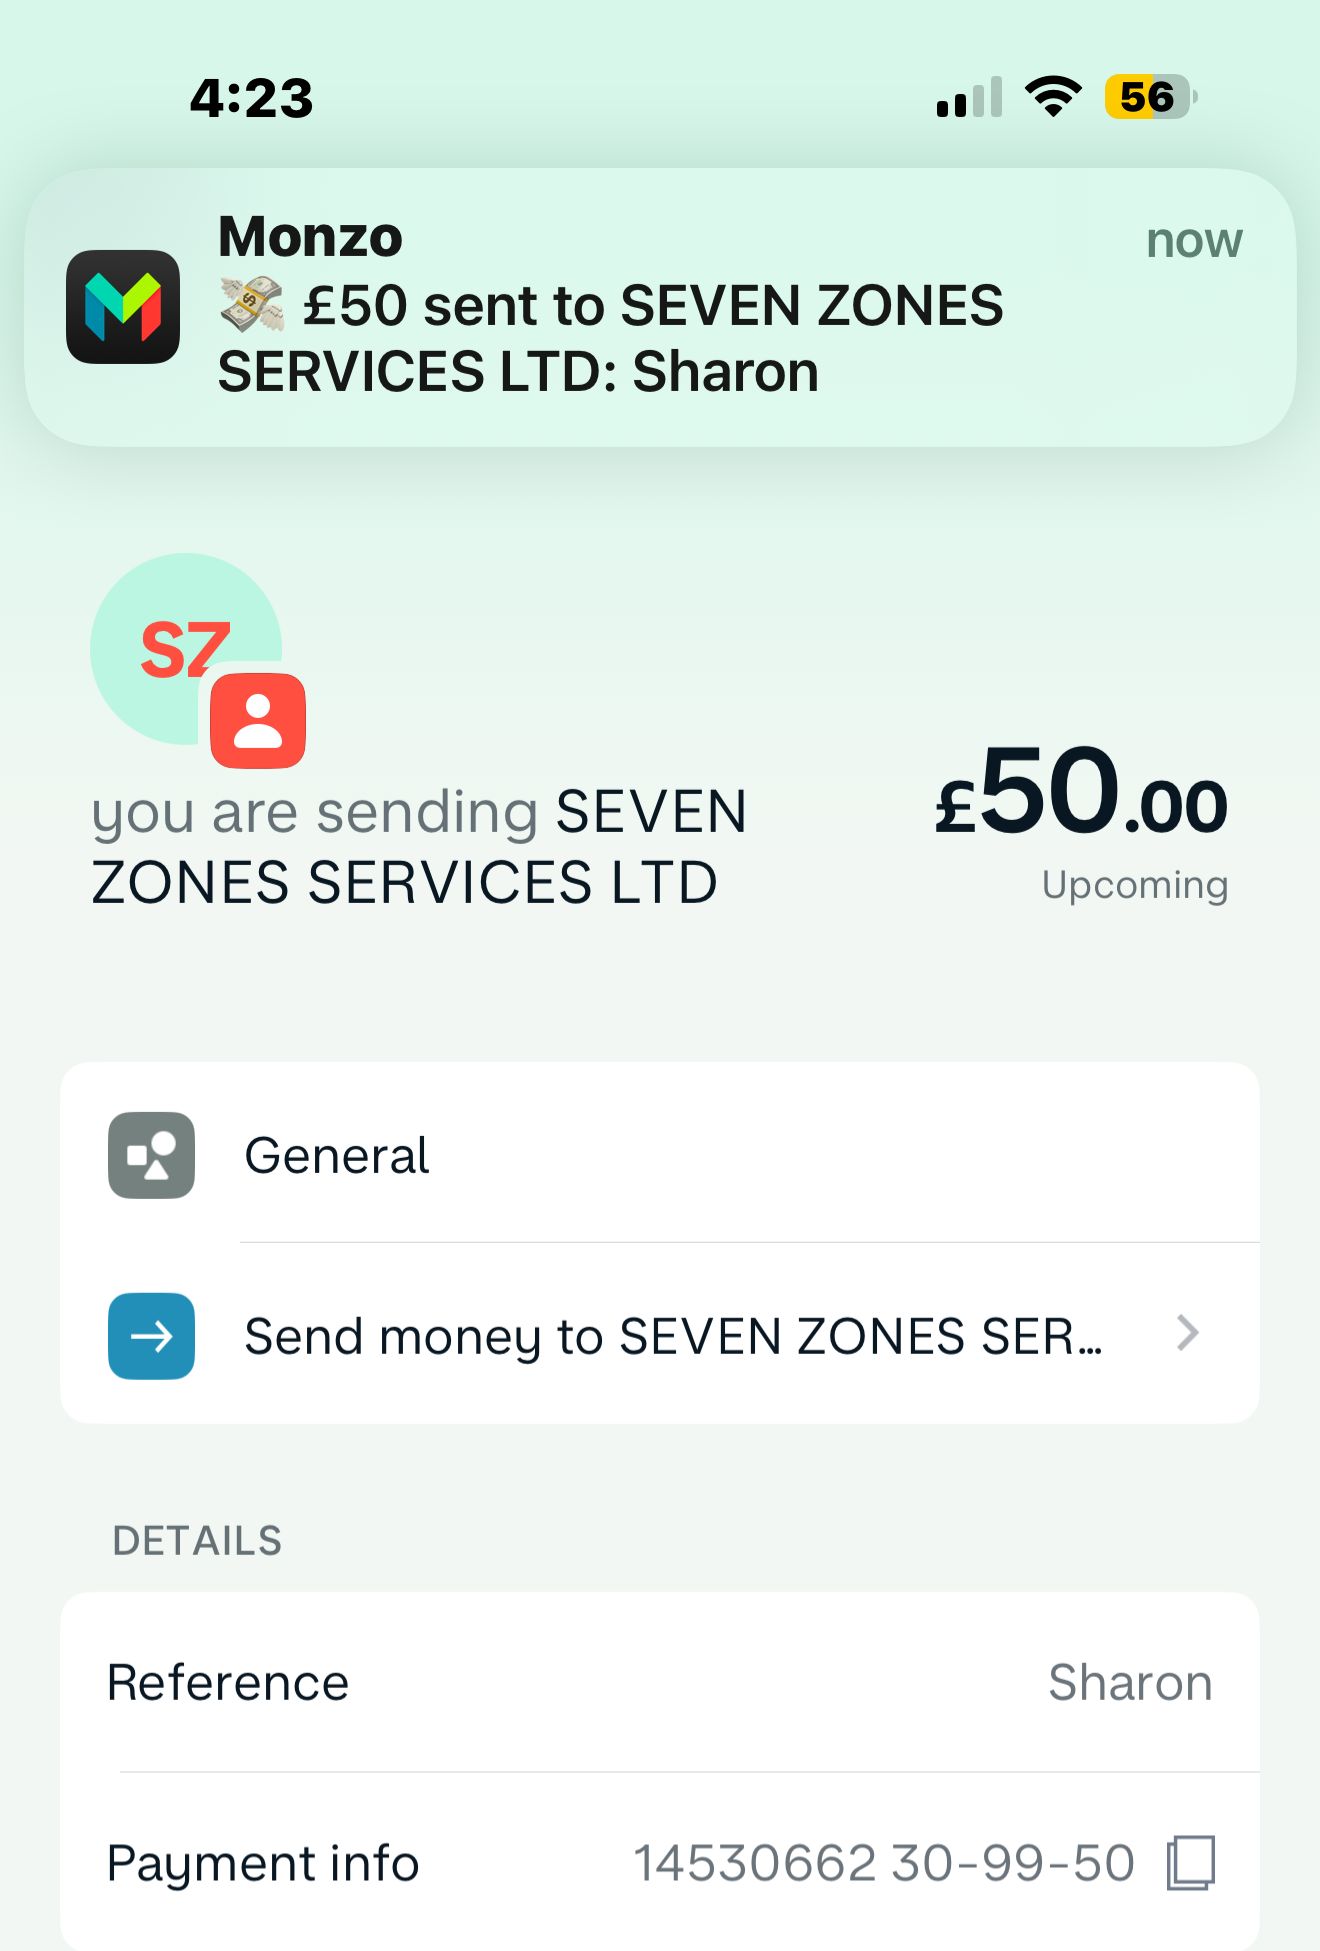 4:23
56
Monzo
now
💸 £50 sent to SEVEN ZONES
SERVICES LTD: Sharon
SZ
you are sending SEVEN
ZONES SERVICES LTD
£50.00
Upcoming
General
Send money to SEVEN ZONES SER...
DETAILS
Reference
Sharon
Payment info
14530662 30-99-50